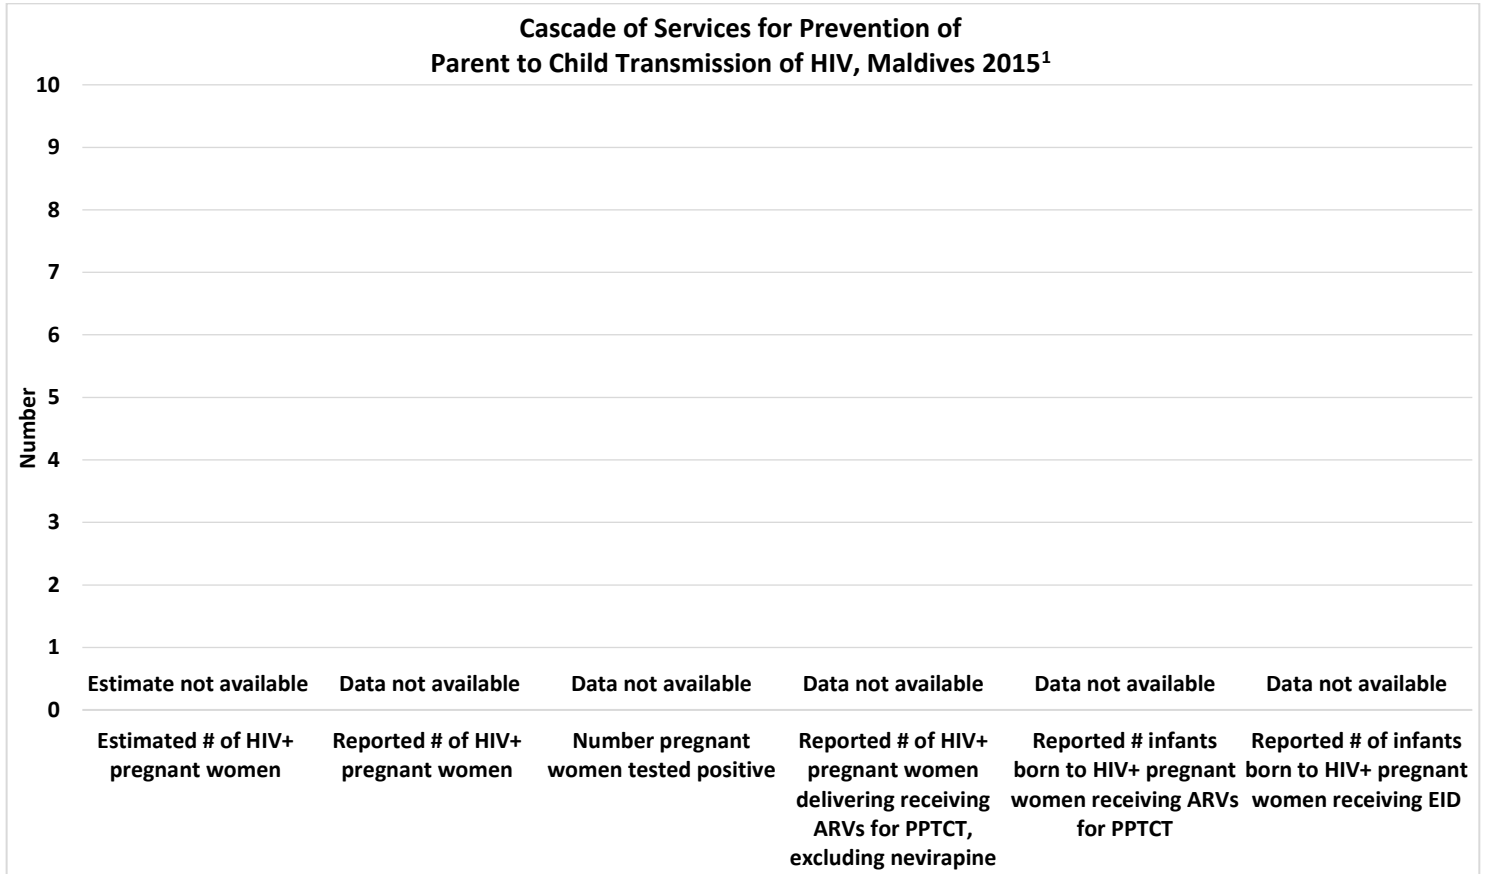 Cascade of Services for Prevention of
Parent to Child Transmission of HIV, Maldives 2015¹
Number
10
9
8
7
6
5
4
3
2
1
0
Estimate not available
Data not available
Data not available
Data not available
Data not available
Data not available
Estimated # of HIV+
pregnant women
Reported # of HIV+
pregnant women
Number pregnant
women tested positive
Reported # of HIV+
pregnant women
delivering receiving
ARVs for PPTCT,
excluding nevirapine
Reported # infants
born to HIV+ pregnant
women receiving ARVs
for PPTCT
Reported # of infants
born to HIV+ pregnant
women receiving EID